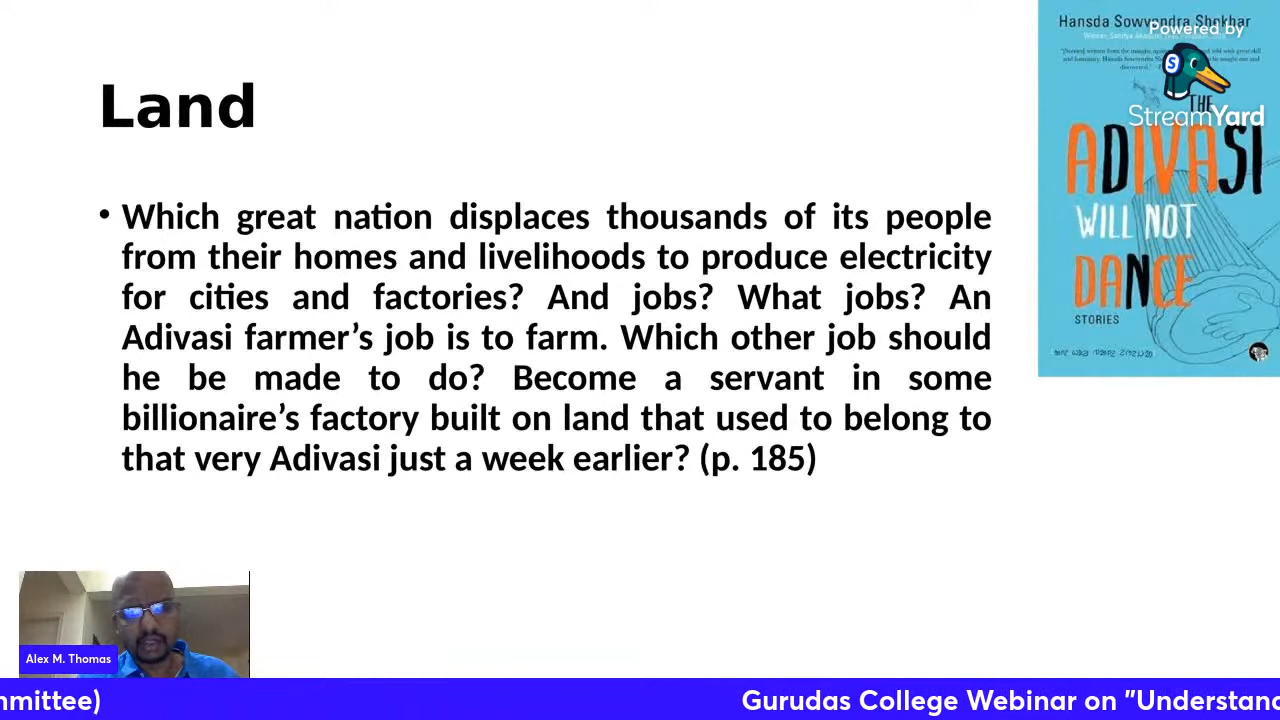 Land
• Which great nation displaces thousands of its people
from their homes and livelihoods to produce electricity
for cities and factories? And jobs? What jobs? An
Adivasi farmer’s job is to farm. Which other job should
he be made to do? Become a servant in some
billionaire’s factory built on land that used to belong to
that very Adivasi just a week earlier? (p. 185)
Hansda Sowvendra Shekhar
Powered by
StreamYard
THE
ADIVASI
WILL NOT
DANCE
STORIES
Alex M. Thomas
mmittee)
Gurudas College Webinar on "Understand